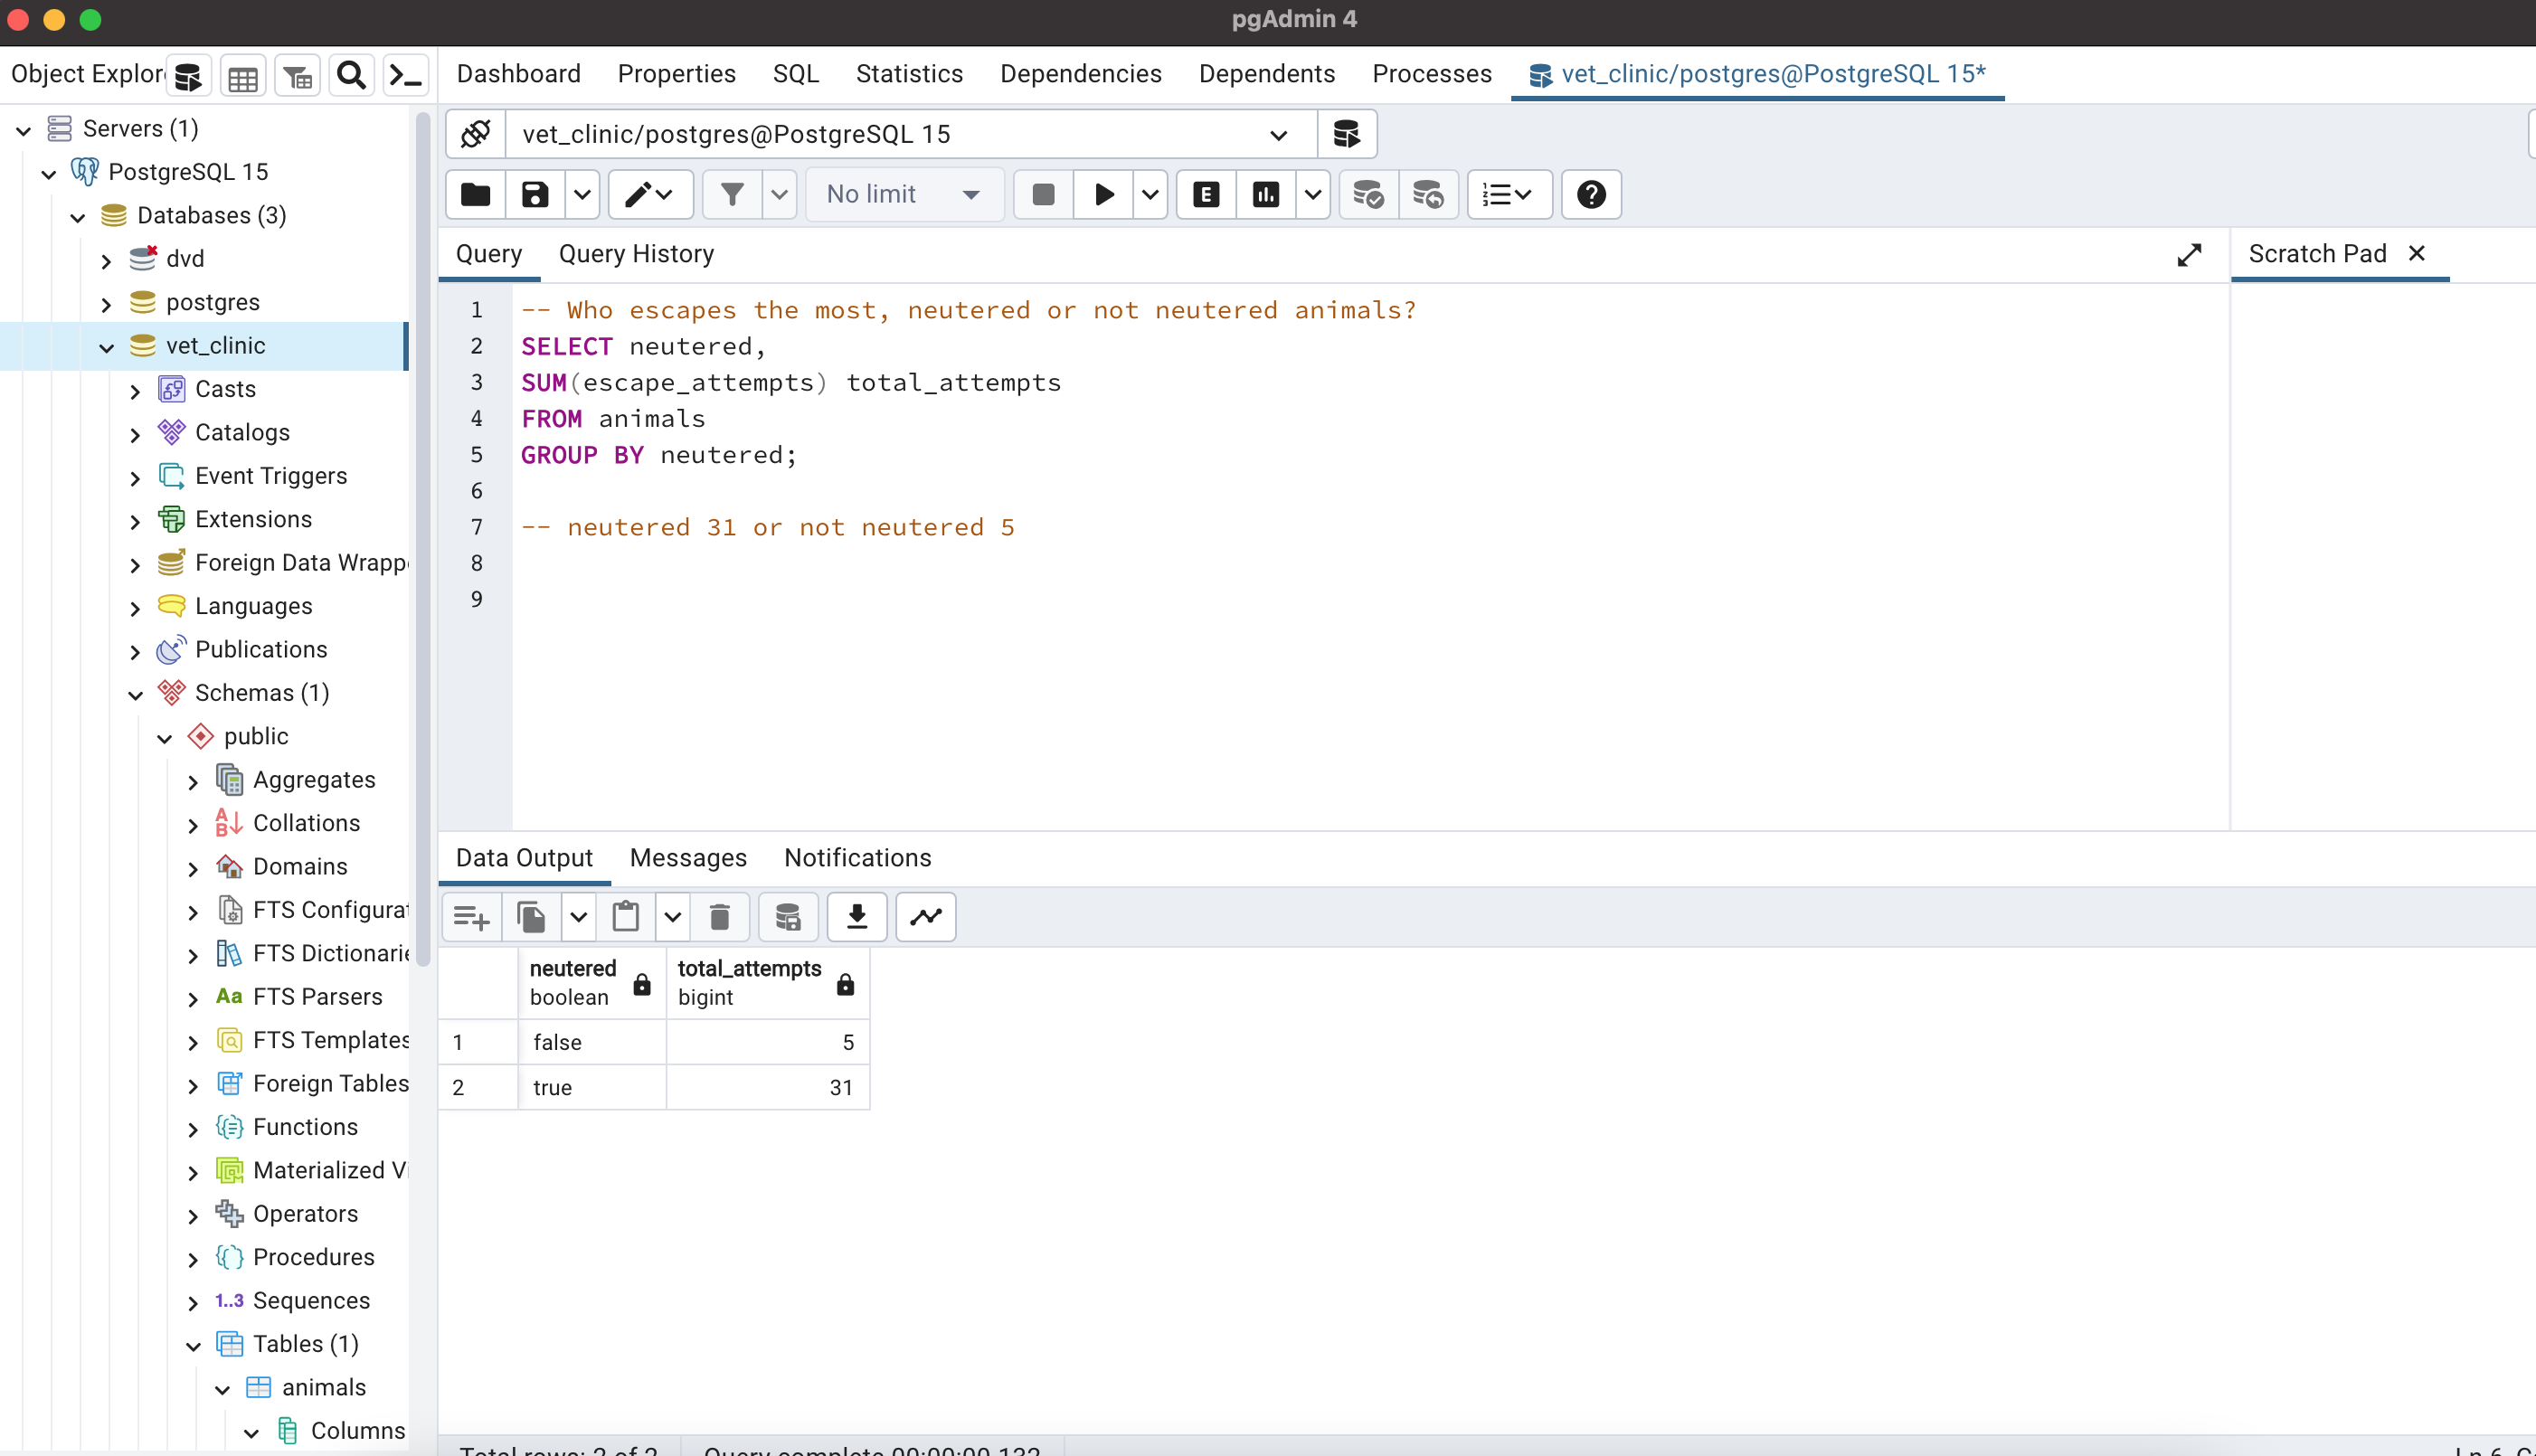 pgAdmin 4
Object Explor
Dashboard Properties SQL Statistics Dependencies Dependents Processes vet_clinic/postgres@PostgreSQL 15*
Servers (1)
PostgreSQL 15
Databases (3)
dvd
postgres
vet_clinic
Casts
Catalogs
Event Triggers
Extensions
Foreign Data Wrapp
Languages
Publications
Schemas (1)
public
Aggregates
Collations
Domains
FTS Configurat
FTS Dictionarie
Aa FTS Parsers
FTS Templates
Foreign Tables
Functions
Materialized Vi
Operators
Procedures
1..3 Sequences
Tables (1)
animals
Columns
vet_clinic/postgres@PostgreSQL 15
No limit
E
Query Query History
Scratch Pad
1 -- Who escapes the most, neutered or not neutered animals?
2 SELECT neutered,
3 SUM(escape_attempts) total_attempts
4 FROM animals
5 GROUP BY neutered;
6
7 -- neutered 31 or not neutered 5
8
9
Data Output Messages Notifications
neutered total_attempts
boolean bigint
1 false 5
2 true 31
Total rows: 2 of 2 Query complete 00:00:00.132
Ln 6,